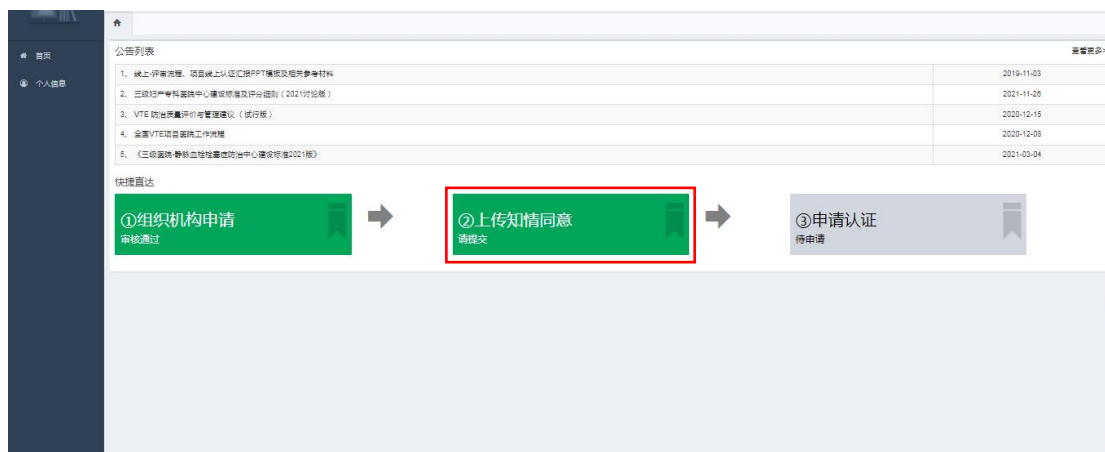 首页
个人信息
公告列表
查看更多>
1、 线上-评审流程、项目线上认证汇报PPT模板及相关参考材料 2019-11-03
2、 三级妇产专科医院中心建设标准及评分细则（2021讨论版） 2021-11-26
3、 VTE 防治质量评价与管理建议（试行版） 2020-12-15
4、 全国VTE项目医院工作流程 2020-12-08
5、 《三级医院-静脉血栓栓塞症防治中心建设标准2021版》 2021-03-04
快捷直达
①组织机构申请
审核通过
②上传知情同意
请提交
③申请认证
待申请